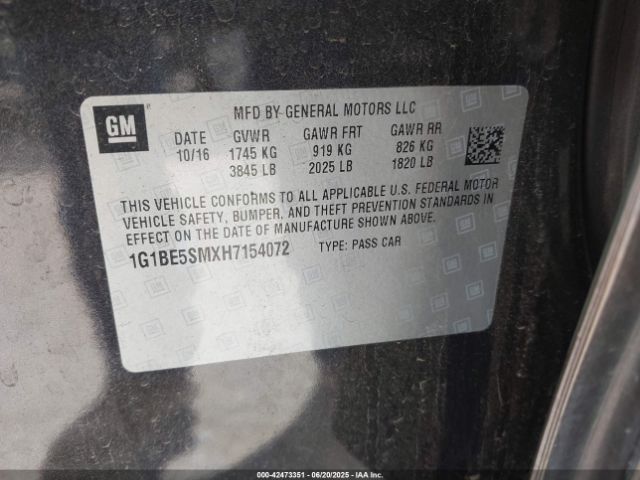 GM
MFD BY GENERAL MOTORS LLC
DATE GVWR GAWR FRT GAWR RR
10/16 1745 KG 919 KG 826 KG
3845 LB 2025 LB 1820 LB
THIS VEHICLE CONFORMS TO ALL APPLICABLE U.S. FEDERAL MOTOR
VEHICLE SAFETY, BUMPER, AND THEFT PREVENTION STANDARDS IN
EFFECT ON THE DATE OF MANUFACTURE SHOWN ABOVE.
1G1BE5SMXH7154072 TYPE: PASS CAR
000-42473351 - 06/20/2025 - IAAI.COM